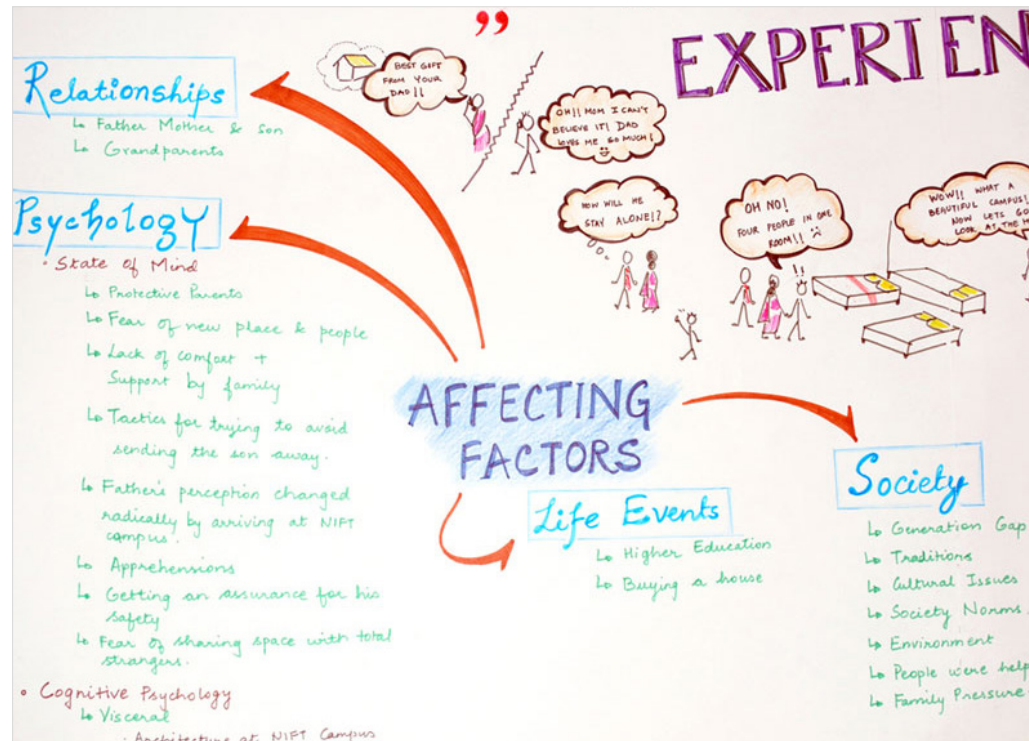 ”
EXPERIEN
BEST GIFT
FROM YOUR
DAD!!
OH!! MOM I CAN'T
BELIEVE IT! DAD
LOVES ME SO MUCH!
HOW WILL HE
STAY ALONE!?
OH NO!
FOUR PEOPLE IN ONE
ROOM!!
!!
WOW!! WHAT A
BEAUTIFUL CAMPUS!
NOW LETS GO
LOOK AT THE H
Relationships
↳ Father Mother & son
↳ Grandparents
Psychology
• State of Mind
↳ Protective Parents
↳ Fear of new place & people
↳ Lack of comfort +
Support by family
↳ Tactics for trying to avoid
sending the son away.
↳ Father's perception changed
radically by arriving at NIFT
campus.
↳ Apprehensions
↳ Getting an assurance for his
safety
↳ Fear of sharing space with total
strangers.
• Cognitive Psychology
↳ Visceral
• Architecture at NIFT Campus
AFFECTING
FACTORS
Life Events
↳ Higher Education
↳ Buying a house
Society
↳ Generation Gap
↳ Traditions
↳ Cultural Issues
↳ Society Norms.
↳ Environment
↳ People were help
↳ Family Pressure